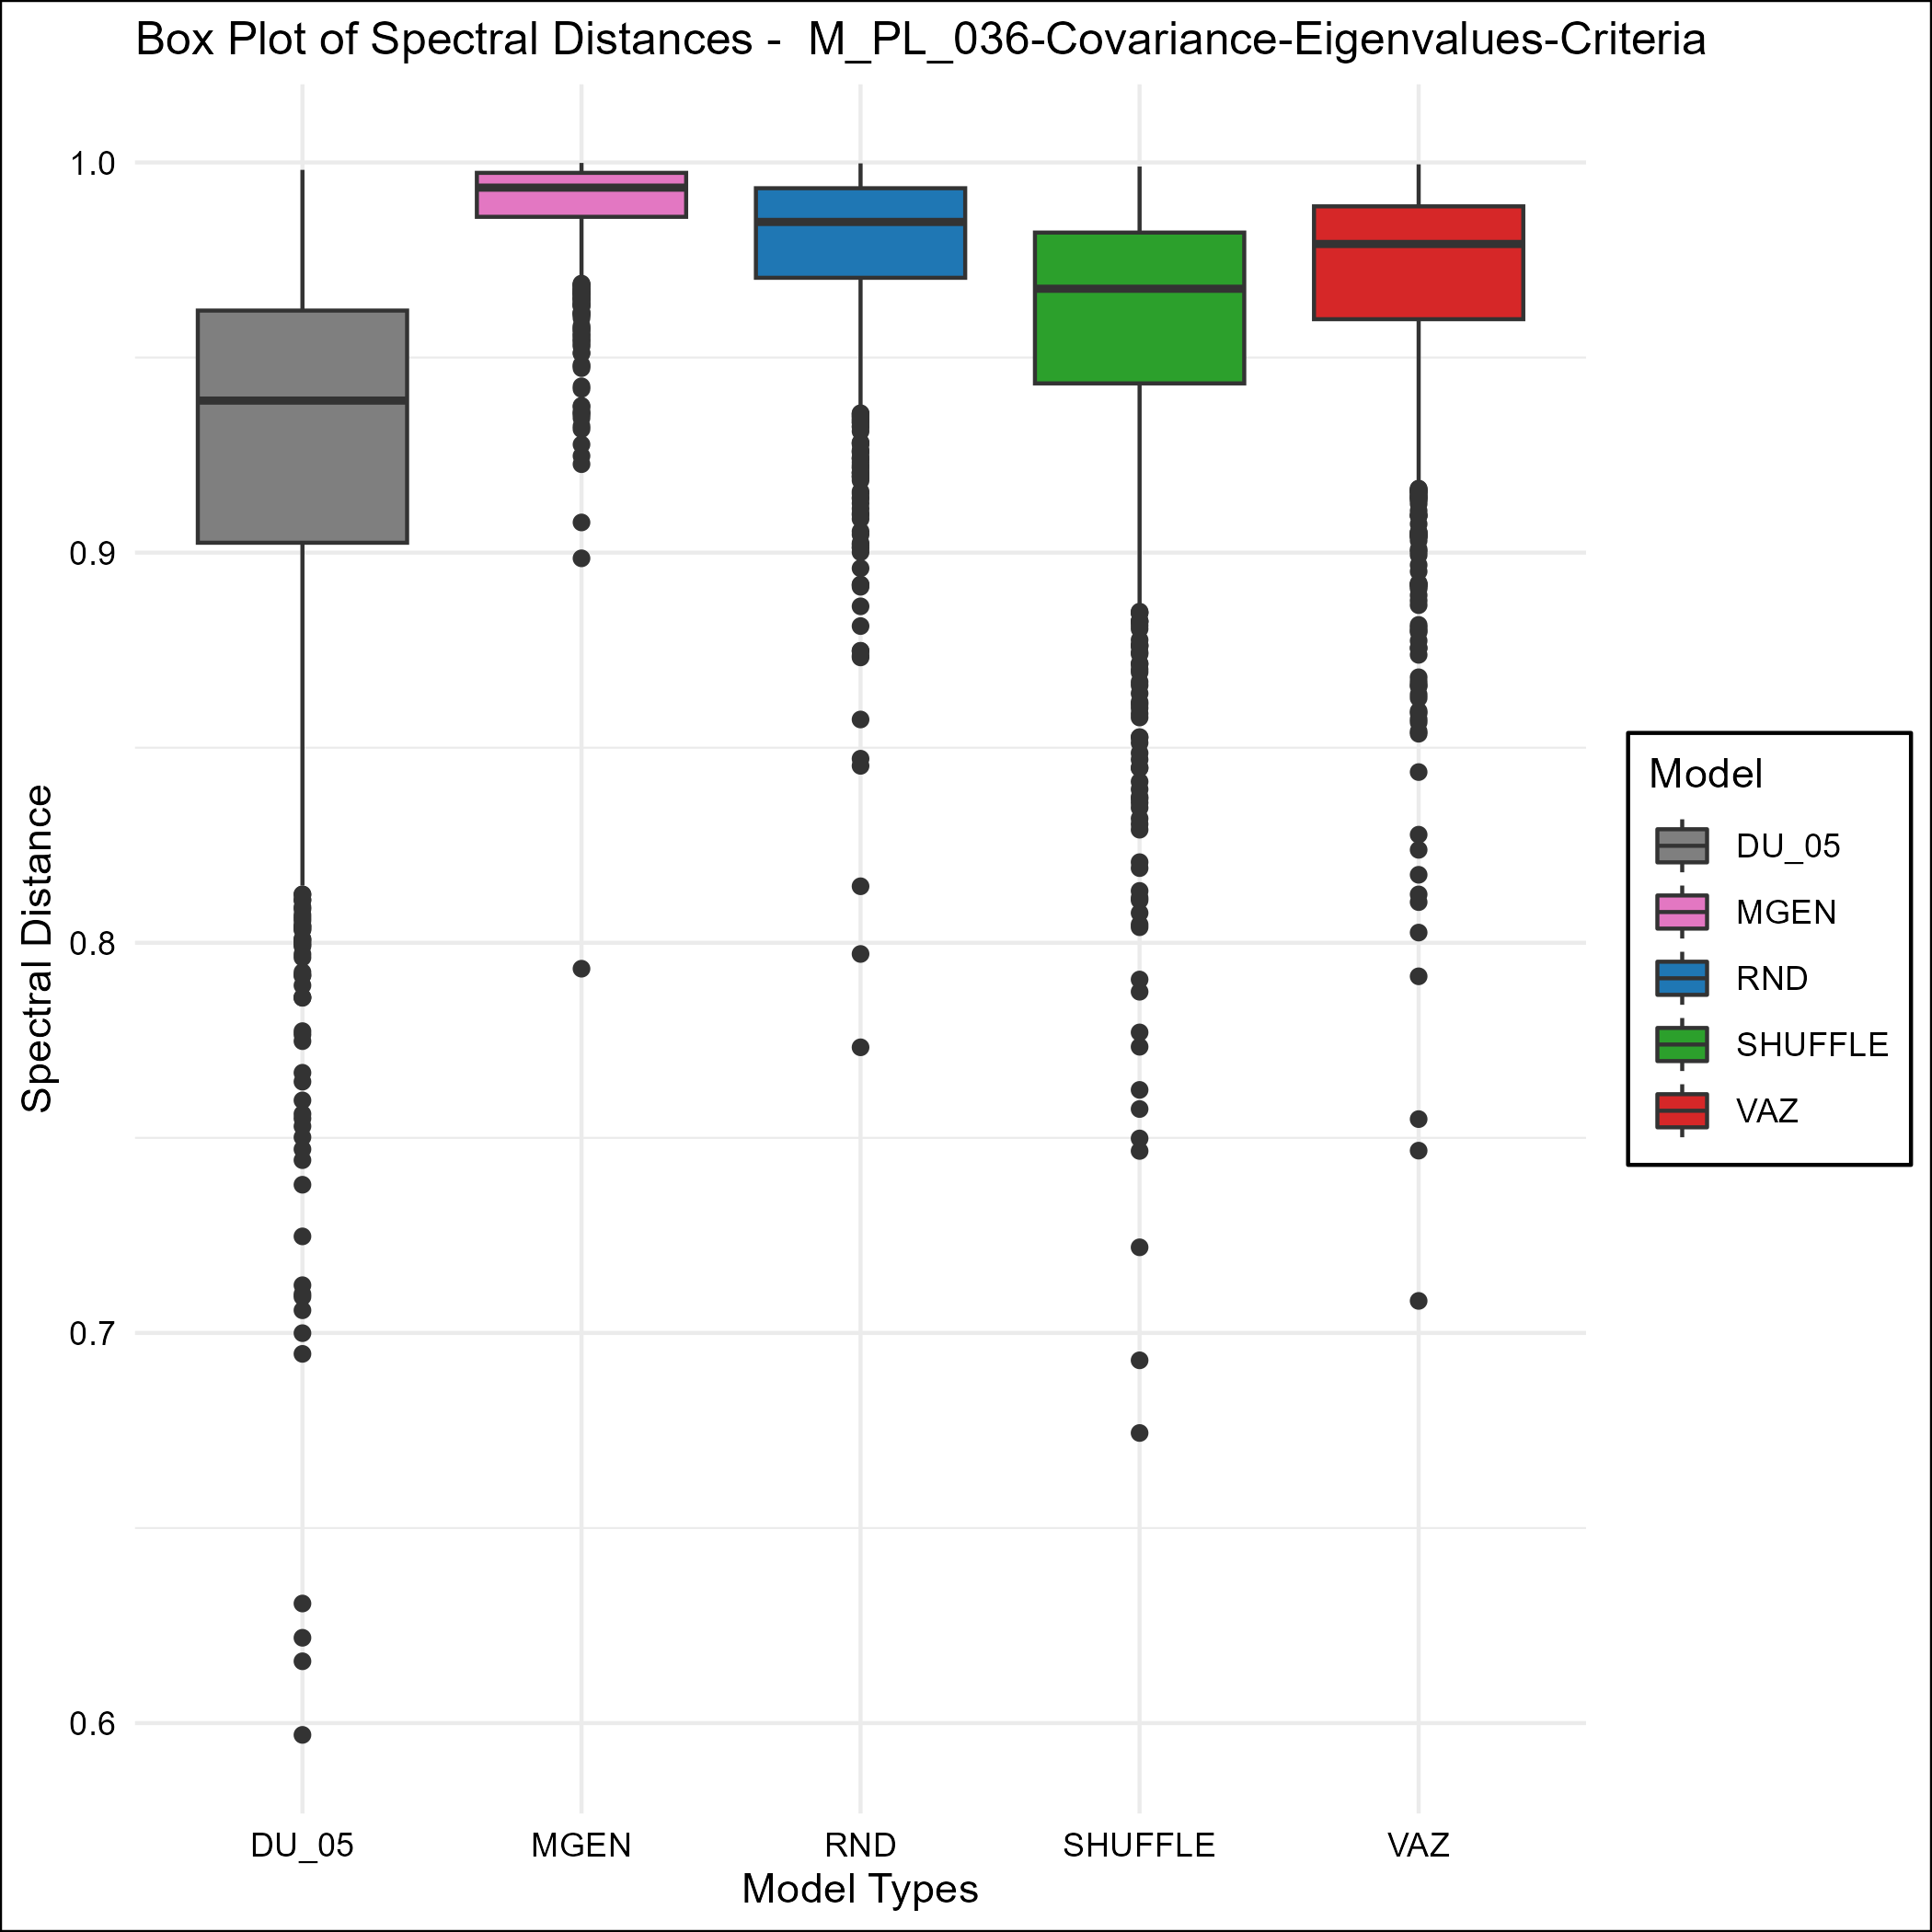 Box Plot of Spectral Distances -  M_PL_036-Covariance-Eigenvalues-Criteria
1.0
0.9
0.8
0.7
0.6
Spectral Distance
DU_05
MGEN
RND
SHUFFLE
VAZ
Model Types
Model
DU_05
MGEN
RND
SHUFFLE
VAZ